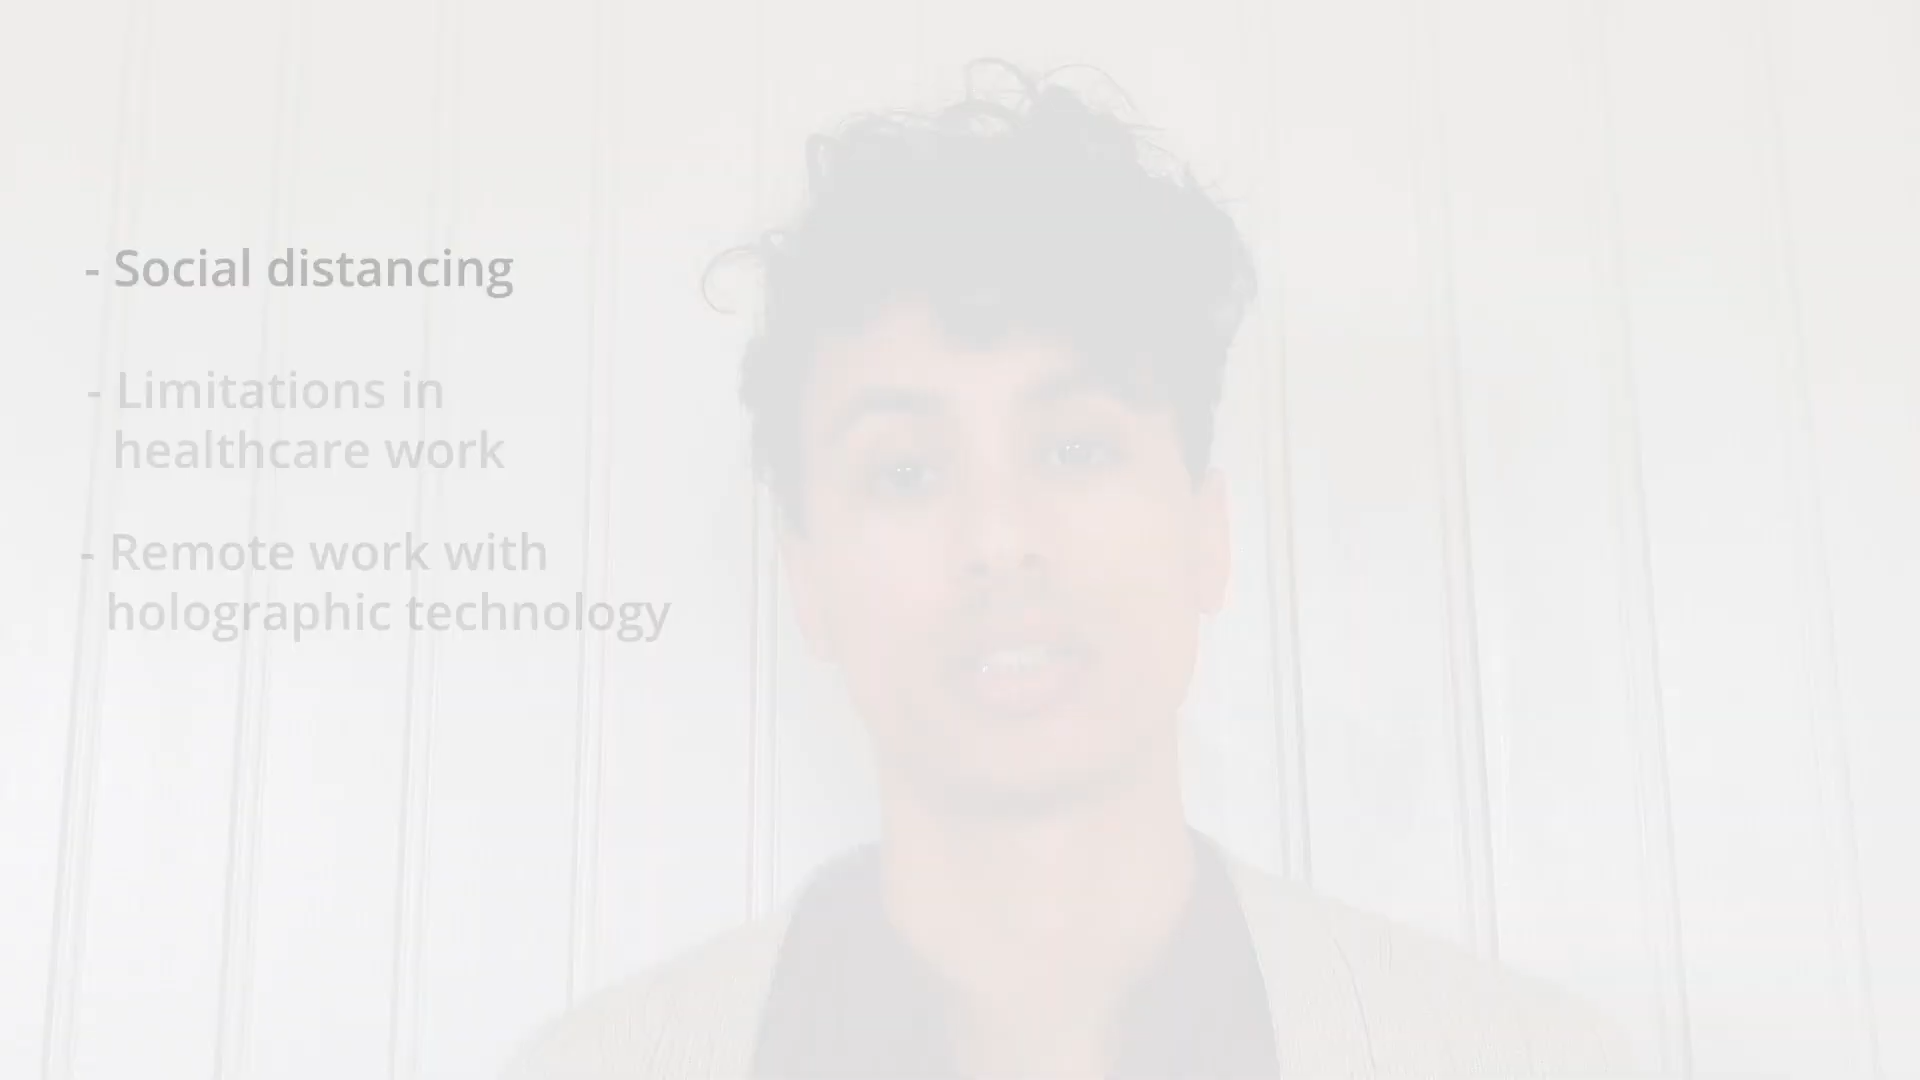 - Social distancing
- Limitations in
healthcare work
- Remote work with
holographic technology